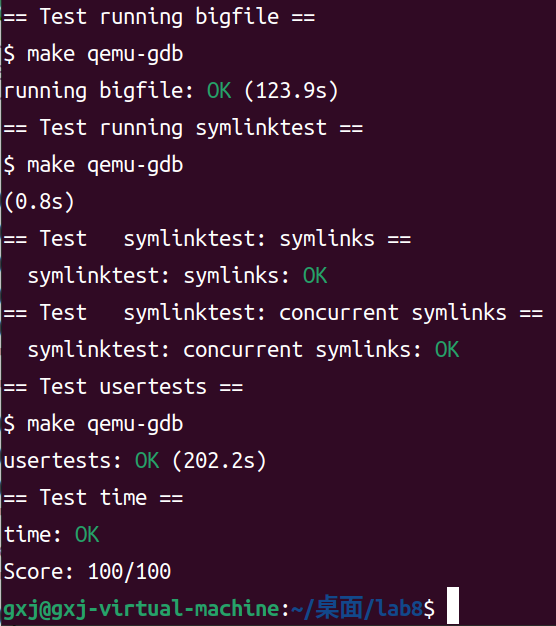 == Test running bigfile ==
$ make qemu-gdb
running bigfile: OK (123.9s)
== Test running symlinktest ==
$ make qemu-gdb
(0.8s)
== Test   symlinktest: symlinks ==
  symlinktest: symlinks: OK
== Test   symlinktest: concurrent symlinks ==
  symlinktest: concurrent symlinks: OK
== Test usertests ==
$ make qemu-gdb
usertests: OK (202.2s)
== Test time ==
time: OK
Score: 100/100
gxj@gxj-virtual-machine:~/桌面/lab8$